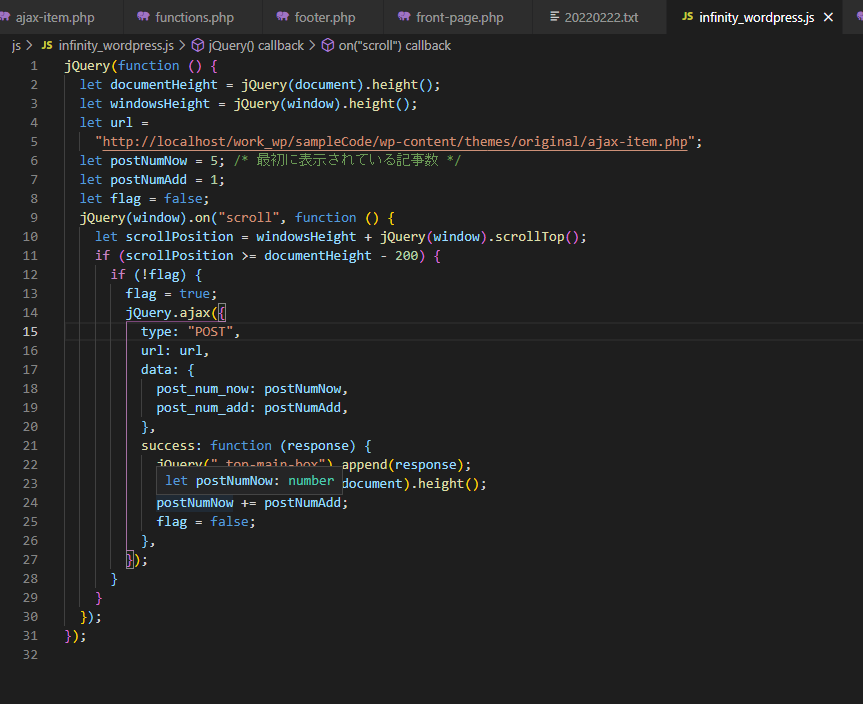 ajax-item.php functions.php footer.php front-page.php 20220222.txt JS infinity_wordpress.js
js > JS infinity_wordpress.js > jQuery() callback > on("scroll") callback
1 jQuery(function () {
2 let documentHeight = jQuery(document).height();
3 let windowsHeight = jQuery(window).height();
4 let url =
5 "http://localhost/work_wp/sampleCode/wp-content/themes/original/ajax-item.php";
6 let postNumNow = 5; /* 最初に表示されている記事数 */
7 let postNumAdd = 1;
8 let flag = false;
9 jQuery(window).on("scroll", function () {
10 let scrollPosition = windowsHeight + jQuery(window).scrollTop();
11 if (scrollPosition >= documentHeight - 200) {
12 if (!flag) {
13 flag = true;
14 jQuery.ajax({
15 type: "POST",
16 url: url,
17 data: {
18 post_num_now: postNumNow,
19 post_num_add: postNumAdd,
20 },
21 success: function (response) {
22 jQuery(".top-main-box").append(response);
let postNumNow: number
23 document).height();
24 postNumNow += postNumAdd;
25 flag = false;
26 },
27 });
28 }
29 }
30 });
31 });
32